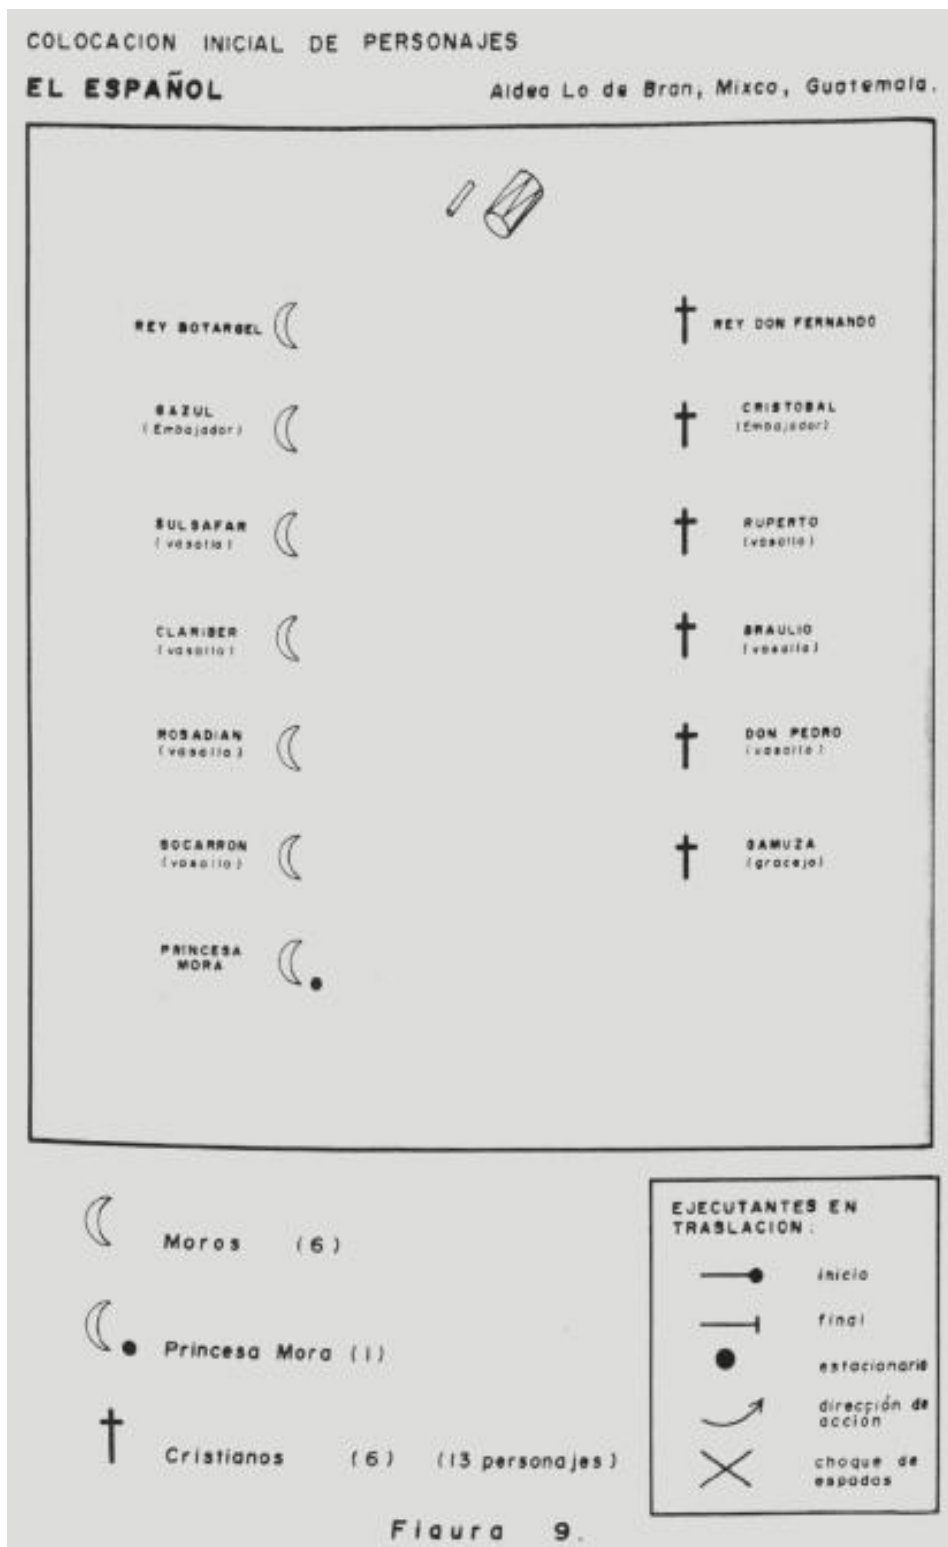 COLOCACION INICIAL DE PERSONAJES
EL ESPAÑOL
Aldea Lo de Bran, Mixco, Guatemala.
REY BOTARGEL
REY DON FERNANDO
GAZUL
(Embajador)
CRISTOBAL
(Embajador)
SULSAFAR
(vasallo)
RUPERTO
(vasallo)
CLARIBER
(vasallo)
BRAULIO
(vasallo)
ROSADIAN
(vasallo)
DON PEDRO
(vasallo)
SOCARRON
(vasallo)
GAMUZA
(gracejo)
PRINCESA
MORA
Moros (6)
Princesa Mora (1)
Cristianos (6) (13 personajes)
EJECUTANTES EN
TRASLACION:
inicio
final
estacionario
dirección de
acción
choque de
espadas
Figura 9.